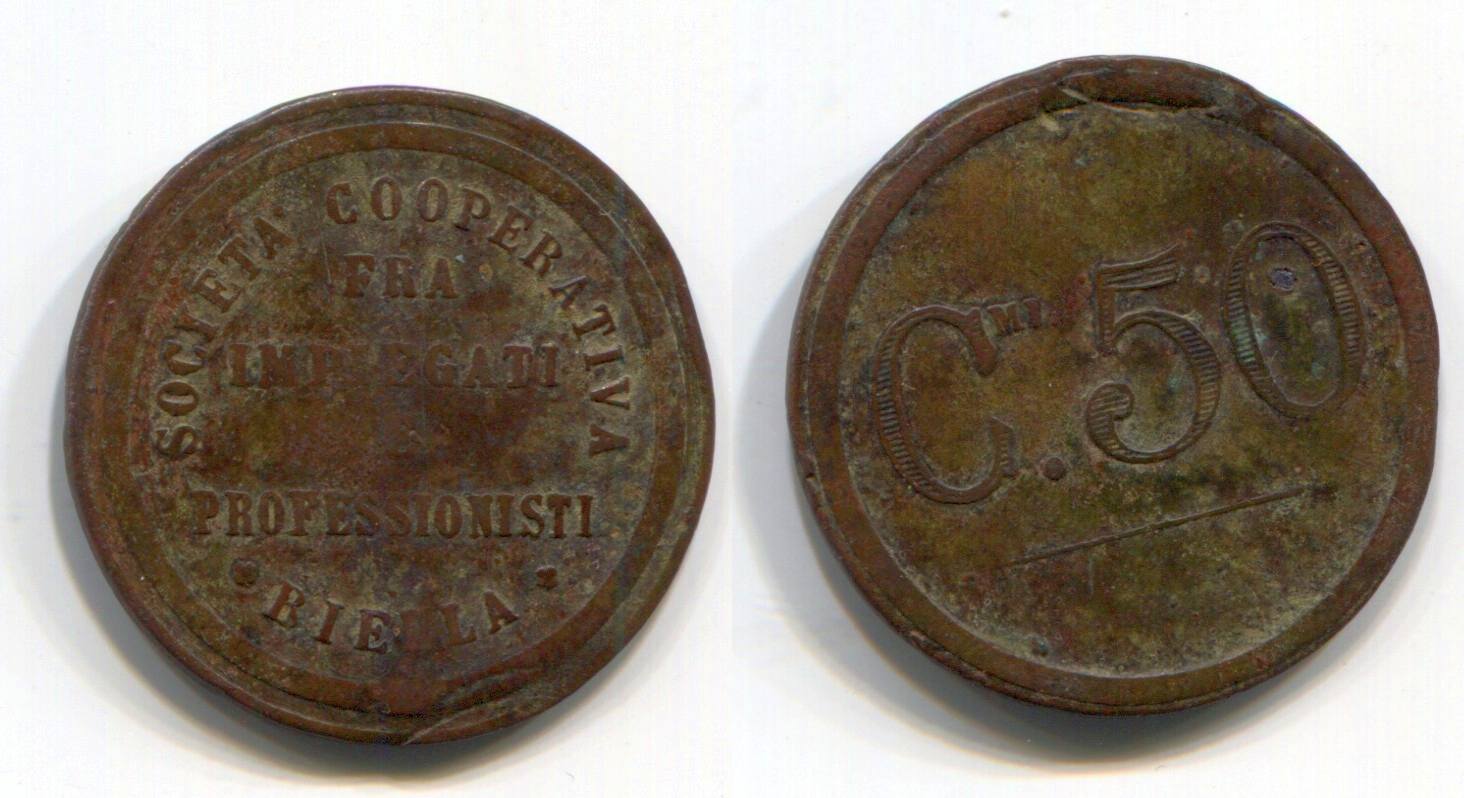 SOCIETA' COOPERATIVA
FRA
IMPIEGATI
PROFESSIONISTI
* BIELLA *
C.MI 50